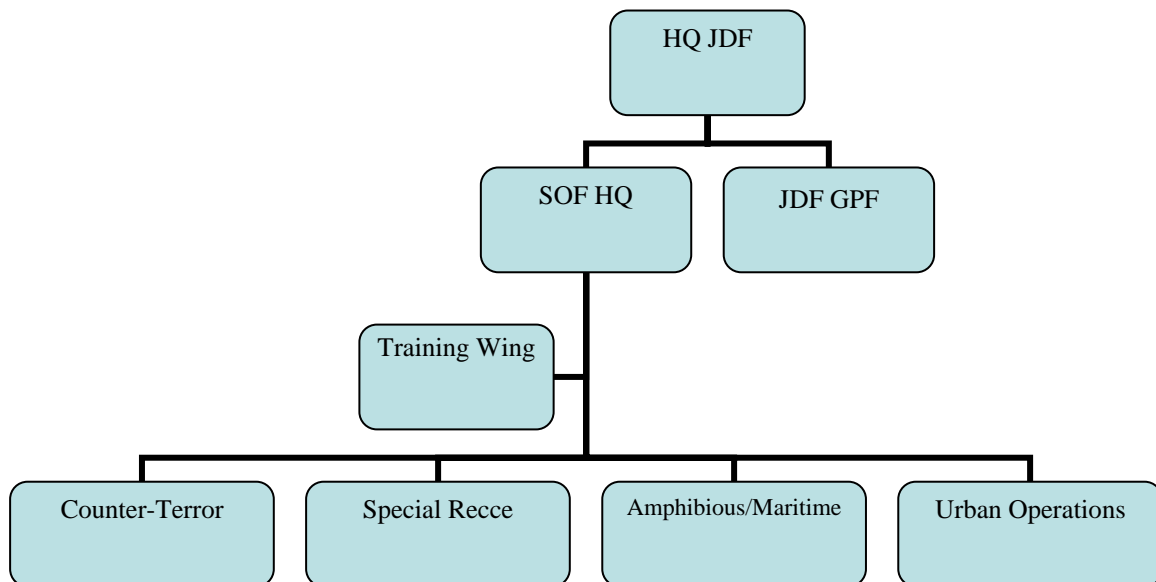 HQ JDF
SOF HQ
JDF GPF
Training Wing
Counter-Terror
Special Recce
Amphibious/Maritime
Urban Operations